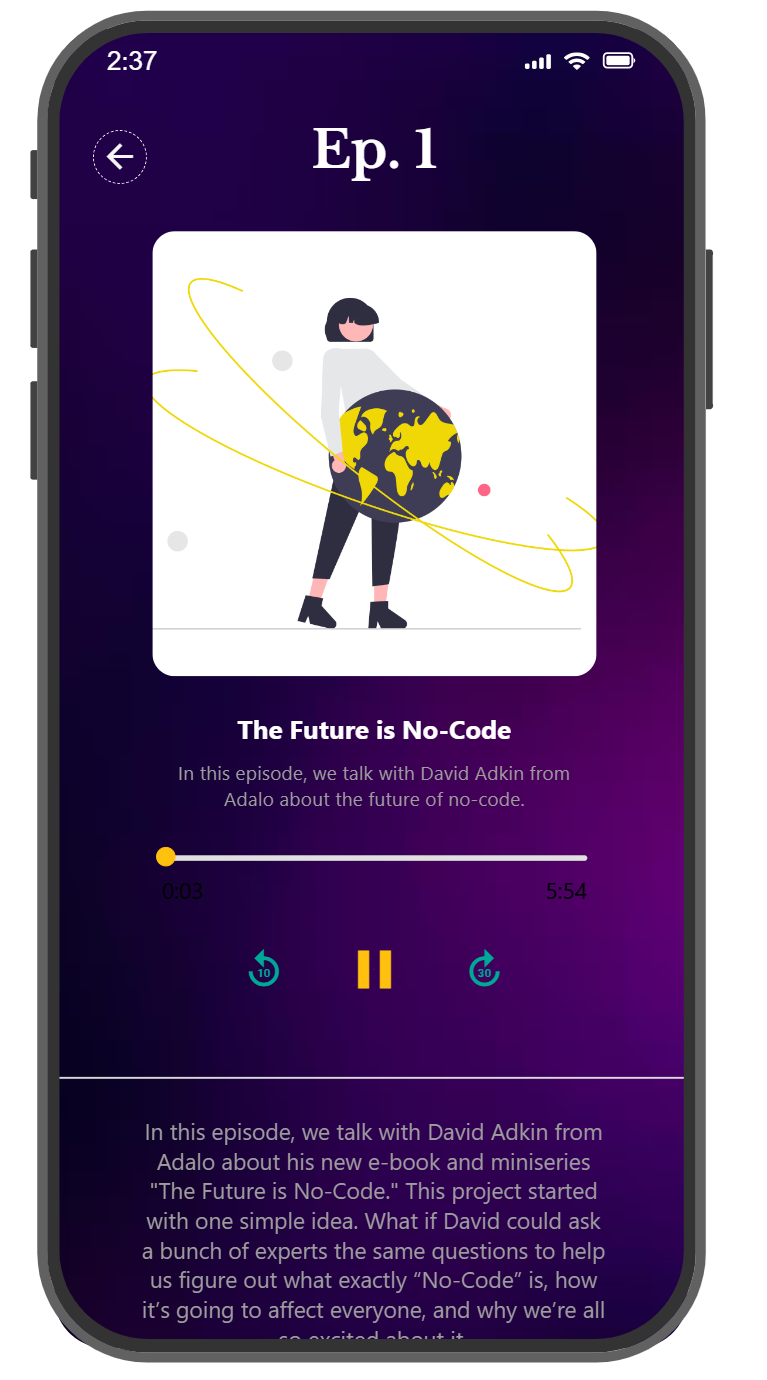 2:37
Ep. 1
The Future is No-Code
In this episode, we talk with David Adkin from
Adalo about the future of no-code.
0:03
5:54
10
30
In this episode, we talk with David Adkin from
Adalo about his new e-book and miniseries
"The Future is No-Code." This project started
with one simple idea. What if David could ask
a bunch of experts the same questions to help
us figure out what exactly “No-Code” is, how
it’s going to affect everyone, and why we’re all
so excited about it